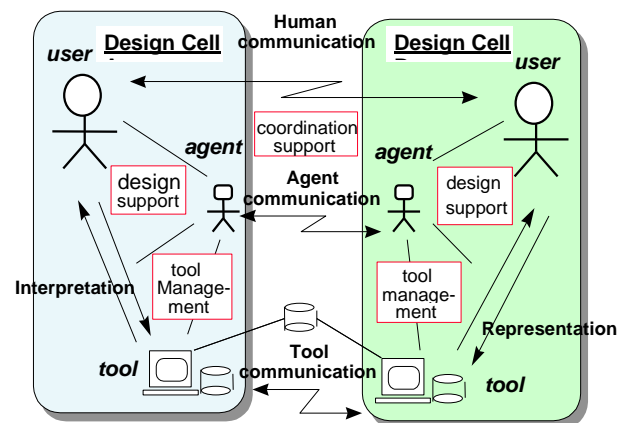 Design Cell
user
Human
communication
Design Cell
user
coordination
support
agent
agent
design
support
Agent
communication
design
support
tool
Manage-
ment
tool
manage-
ment
Interpretation
Representation
tool
Tool
communication
tool